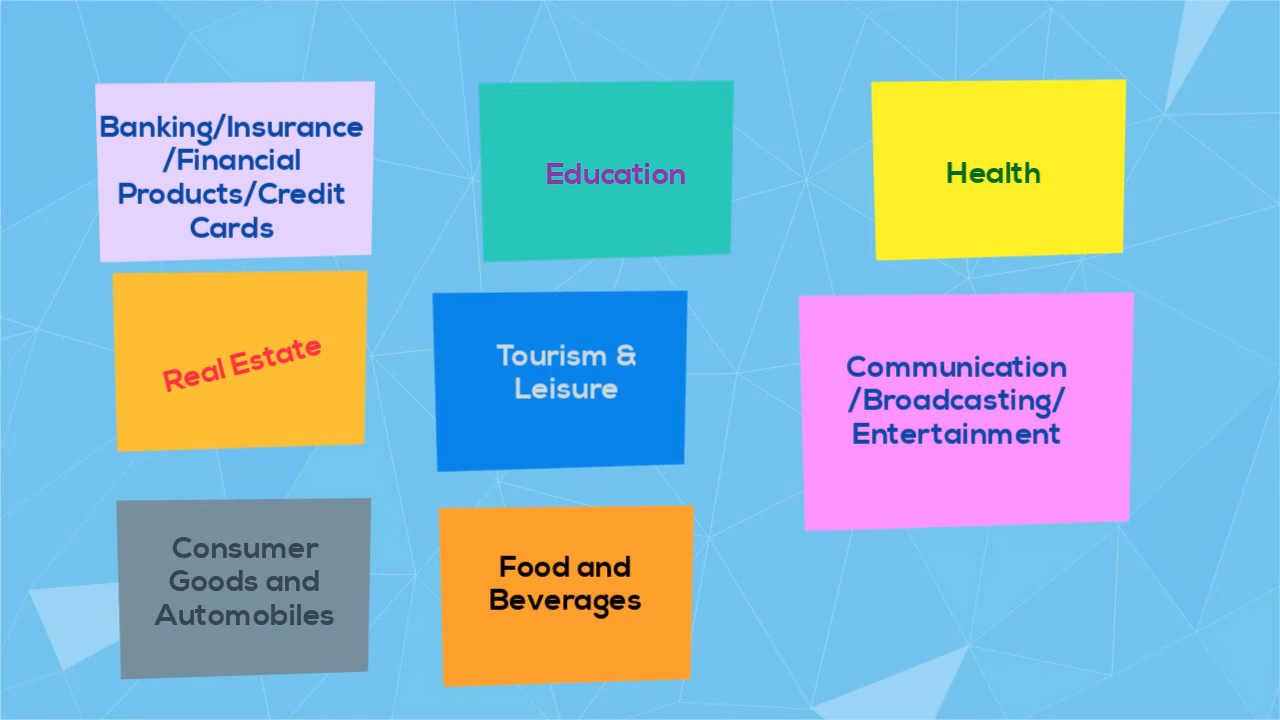 Banking/Insurance
/Financial
Products/Credit
Cards
Education
Health
Real Estate
Tourism &
Leisure
Communication
/Broadcasting/
Entertainment
Consumer
Goods and
Automobiles
Food and
Beverages